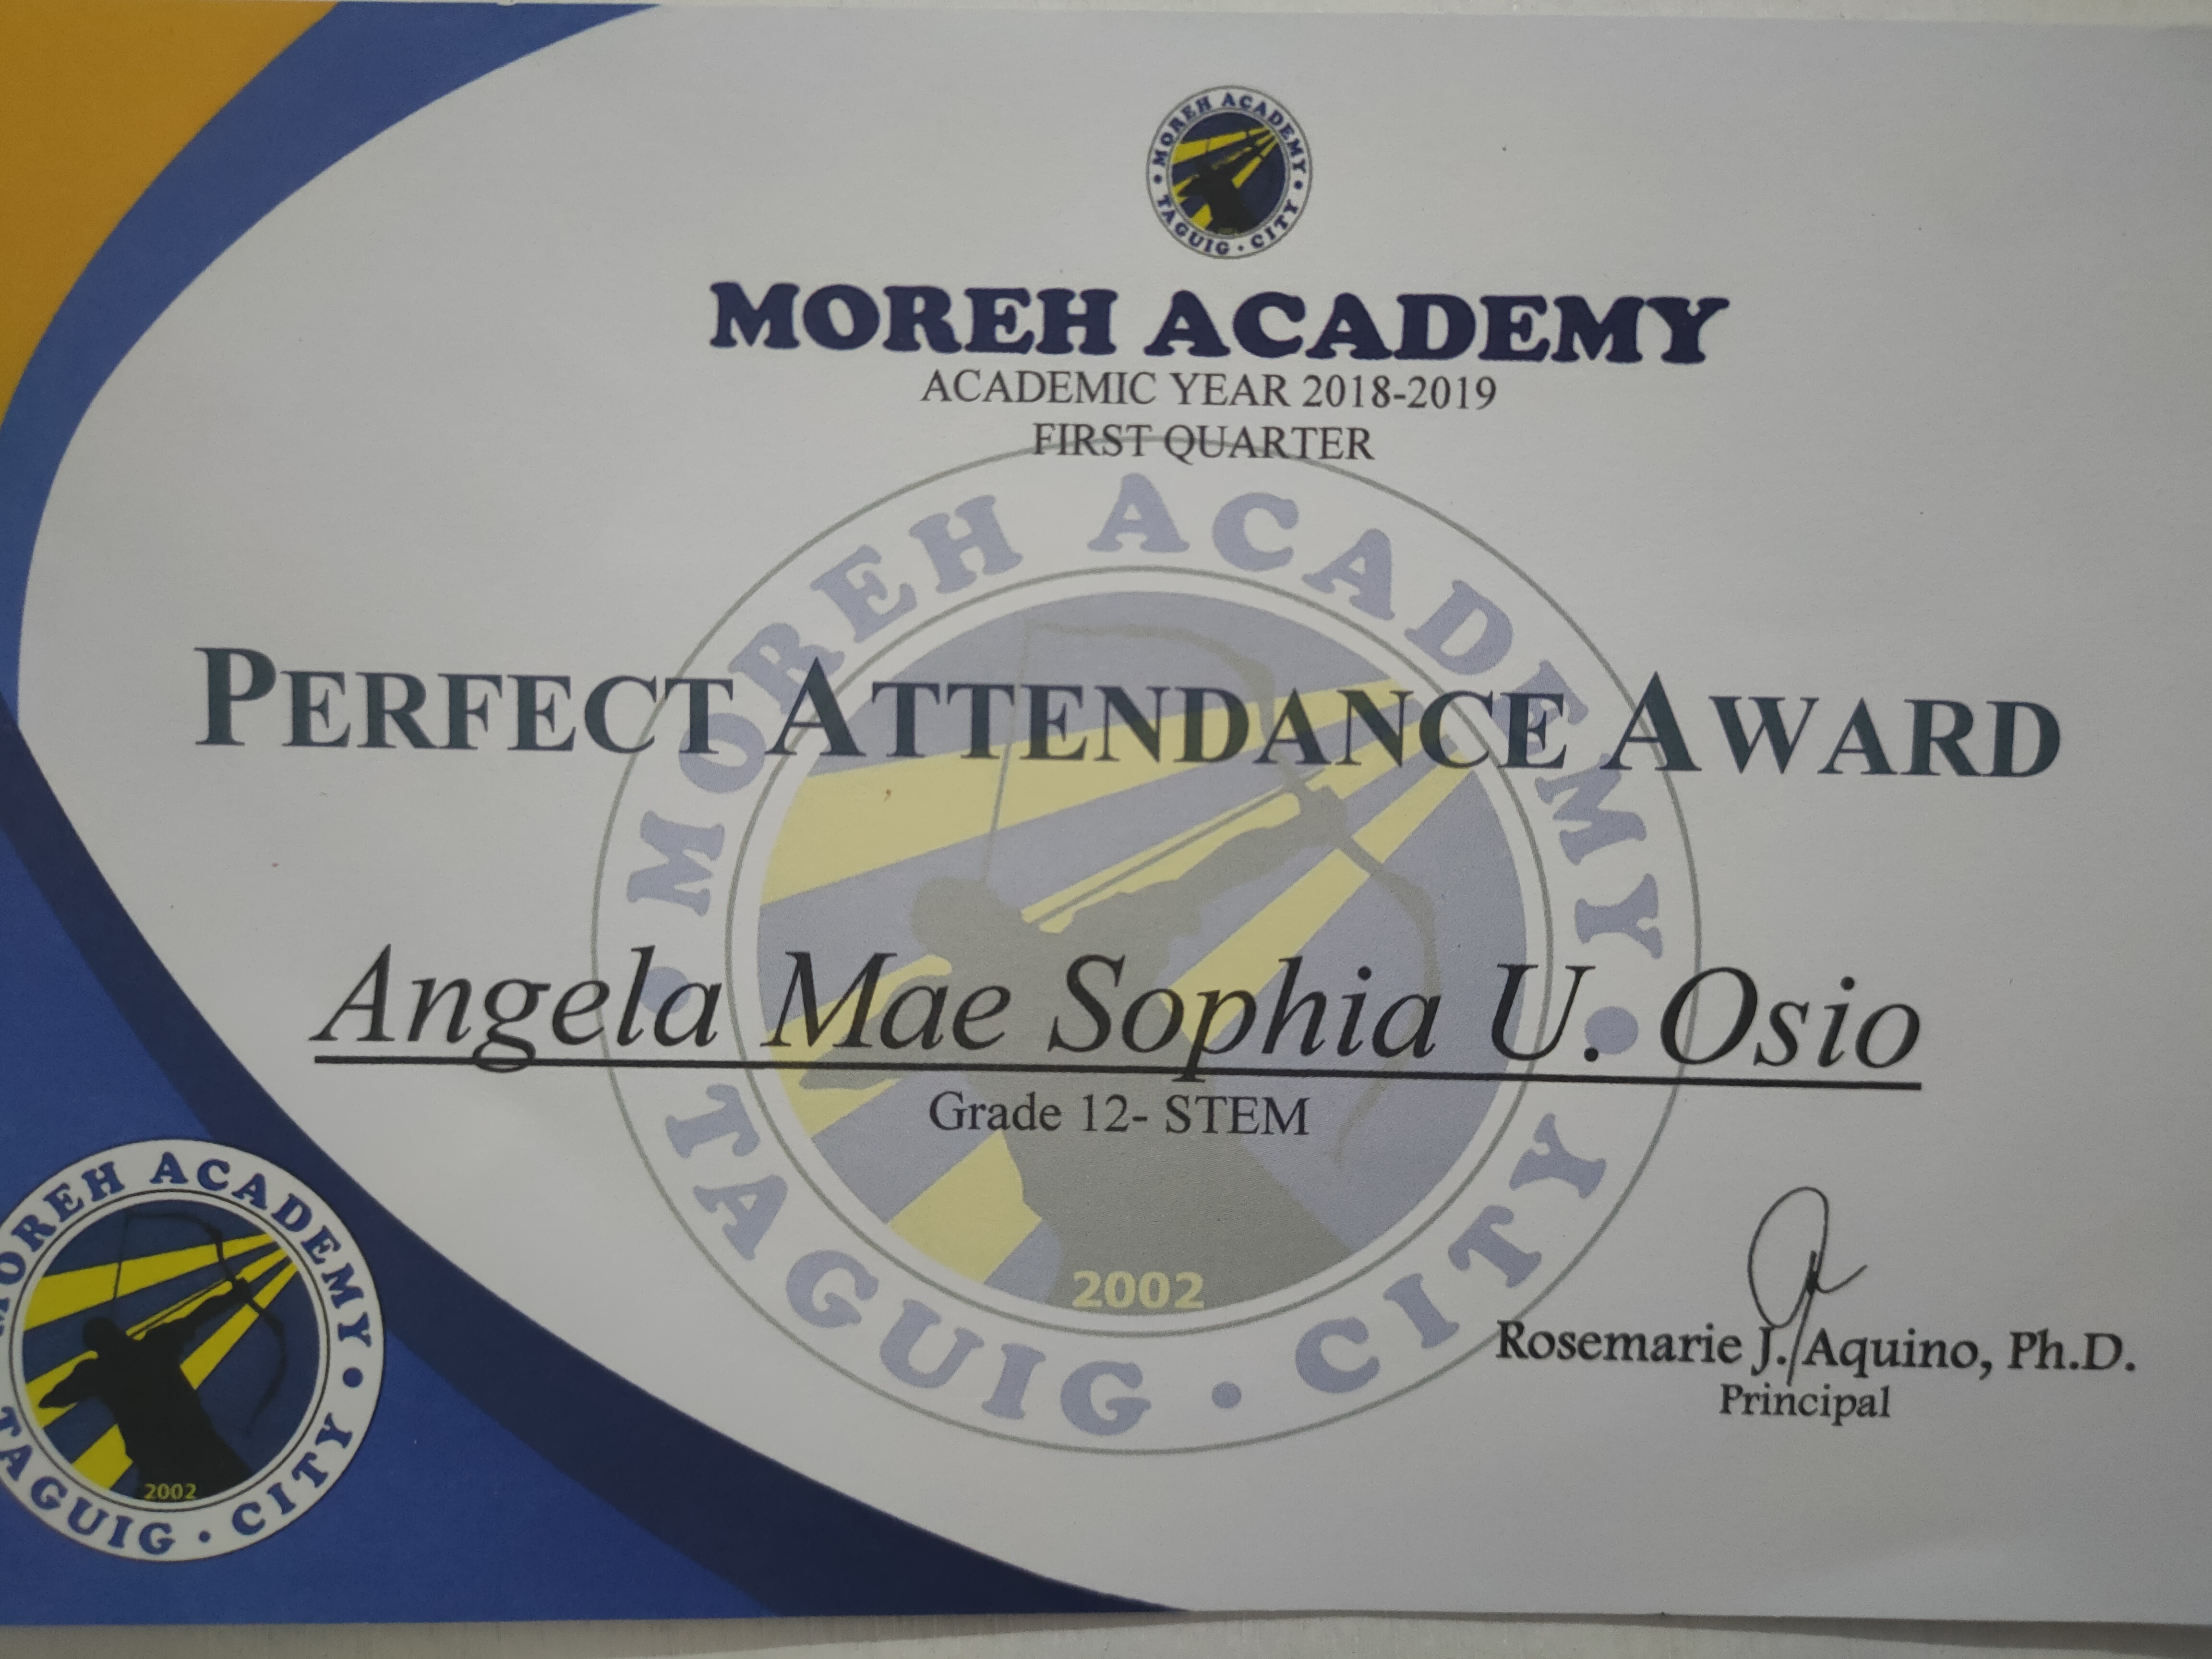 MOREH ACADEMY
TAGUIG · CITY
MOREH ACADEMY
ACADEMIC YEAR 2018-2019
FIRST QUARTER
MOREH ACADEMY
PERFECT ATTENDANCE AWARD
Angela Mae Sophia U. Osio
Grade 12- STEM
2002
TAGUIG · CITY
Rosemarie J. Aquino, Ph.D.
Principal
MOREH ACADEMY
2002
TAGUIG · CITY